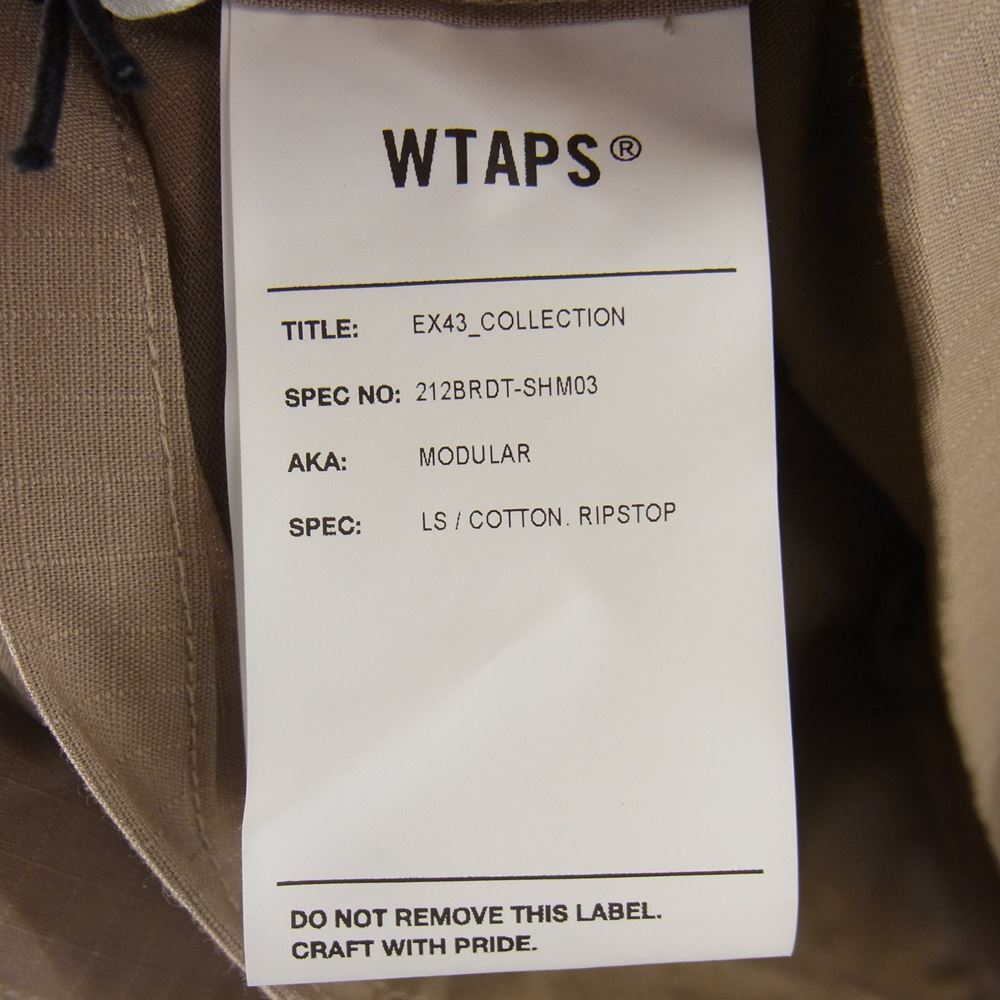 WTAPS®
TITLE: EX43_COLLECTION
SPEC NO: 212BRDT-SHM03
AKA: MODULAR
SPEC: LS / COTTON. RIPSTOP
DO NOT REMOVE THIS LABEL.
CRAFT WITH PRIDE.